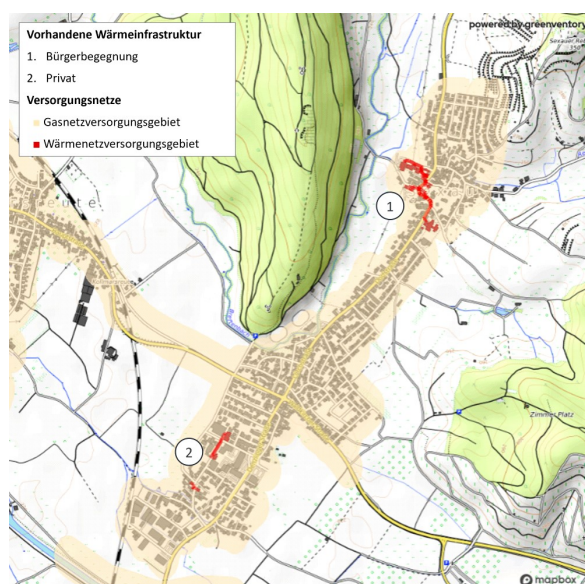 Vorhandene Wärmeinfrastruktur
1. Bürgerbegegnung
2. Privat
Versorgungsnetze
Gasnetzversorgungsgebiet
Wärmenetzversorgungsgebiet
powered by greenventory
1
Zimmer Platz
2
mapbox